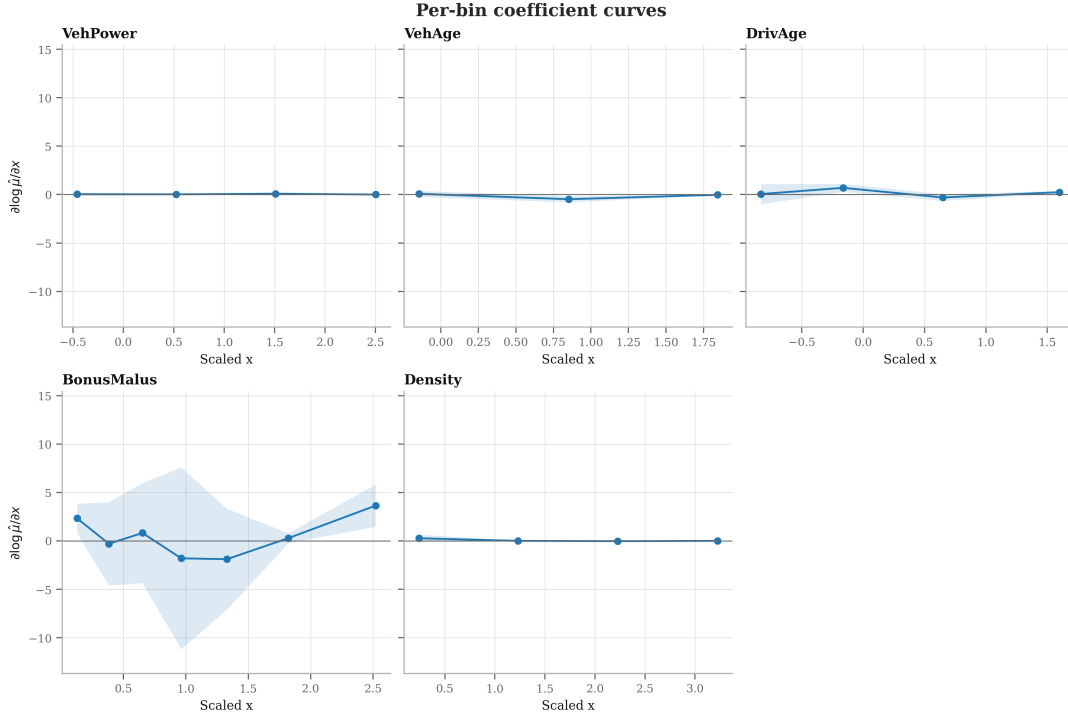 Per-bin coefficient curves
VehPower
VehAge
DrivAge
15
10
5
0
−5
−10
∂log μ̂/∂x
−0.5 0.0 0.5 1.0 1.5 2.0 2.5
0.00 0.25 0.50 0.75 1.00 1.25 1.50 1.75
−0.5 0.0 0.5 1.0 1.5
Scaled x
Scaled x
Scaled x
BonusMalus
Density
15
10
5
0
−5
−10
∂log μ̂/∂x
0.5 1.0 1.5 2.0 2.5
0.5 1.0 1.5 2.0 2.5 3.0
Scaled x
Scaled x